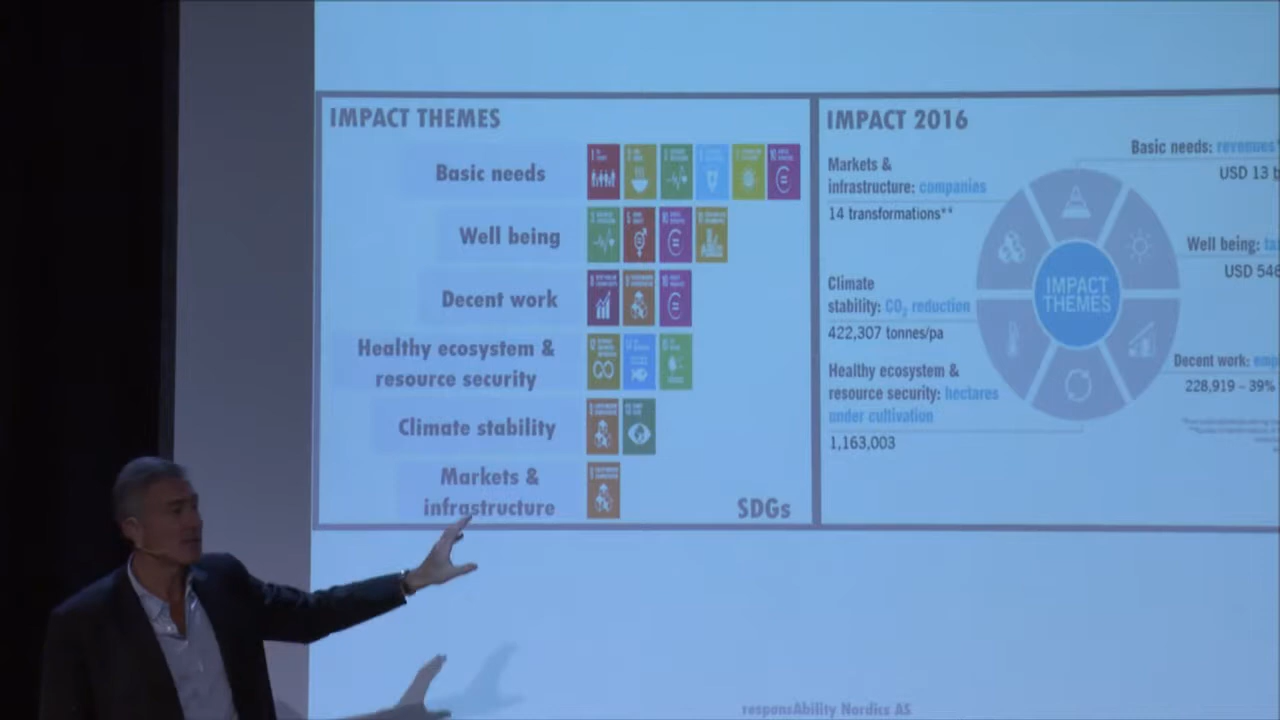 IMPACT THEMES
Basic needs
Well being
Decent work
Healthy ecosystem &
resource security
Climate stability
Markets &
infrastructure
SDGs
IMPACT 2016
Basic needs: revenues
USD 13
Markets &
infrastructure: companies
14 transformations**
Well being:
USD 546
Climate
stability: CO₂ reduction
422,307 tonnes/pa
IMPACT
THEMES
Healthy ecosystem &
resource security: hectares
under cultivation
1,163,003
Decent work:
228,919 – 39%
responsAbility Nordics AS